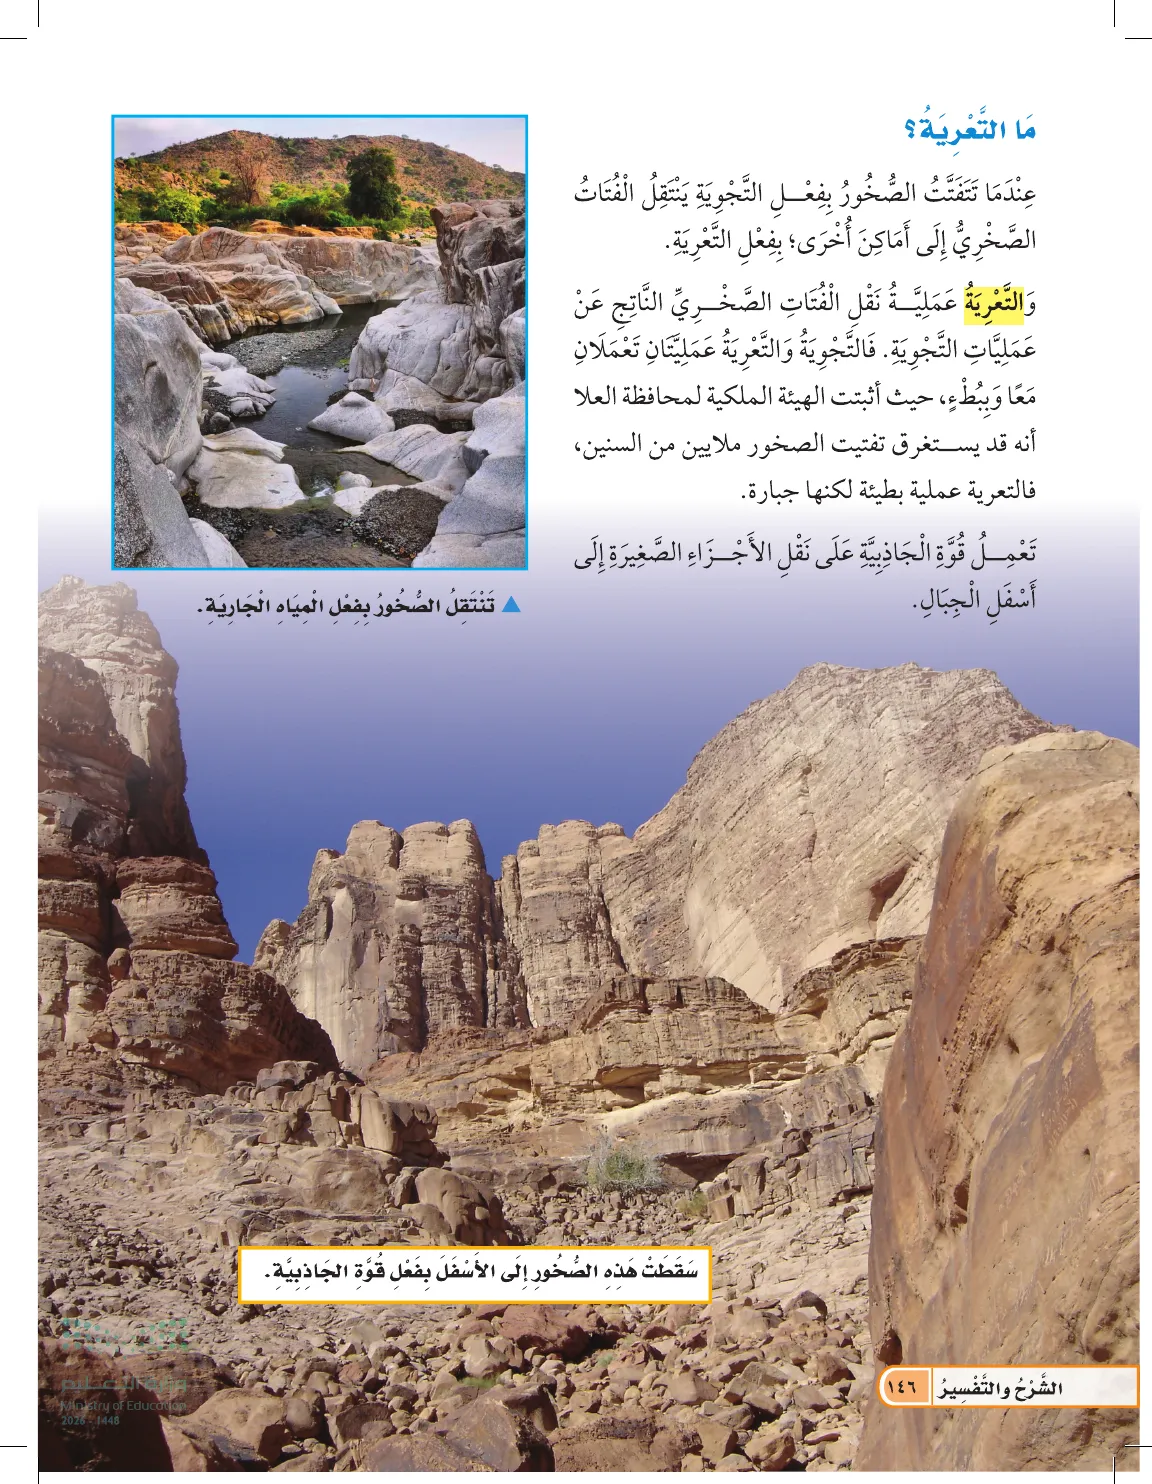 مَا التَّعْرِيَةُ؟
عِنْدَمَا تَتَفَتَّتُ الصُّخُورُ بِفِعْلِ التَّجْوِيَةِ يَنْتَقِلُ الْفُتَاتُ
الصَّخْرِيُّ إِلَى أَمَاكِنَ أُخْرَى؛ بِفِعْلِ التَّعْرِيَةِ.
وَالتَّعْرِيَةُ عَمَلِيَّةُ نَقْلِ الْفُتَاتِ الصَّخْرِيِّ النَّاتِجِ عَنْ
عَمَلِيَّاتِ التَّجْوِيَةِ. فَالتَّجْوِيَةُ وَالتَّعْرِيَةُ عَمَلِيَّتَانِ تَعْمَلَانِ
مَعًا وَبِبُطْءٍ، حيث أثبتت الهيئة الملكية لمحافظة العلا
أنه قد يستغرق تفتيت الصخور ملايين من السنين،
فالتعرية عملية بطيئة لكنها جبارة.
تَعْمِلُ قُوَّةِ الْجَاذِبِيَّةِ عَلَى نَقْلِ الأَجْزَاءِ الصَّغِيرَةِ إِلَى
أَسْفَلِ الْجِبَالِ.
▲ تَنْتَقِلُ الصُّخُورُ بِفِعْلِ الْمِيَاهِ الْجَارِيَةِ.
سَقَطَتْ هَذِهِ الصُّخُورِ إِلَى الأَسْفَلَ بِفَعْلِ قُوَّةِ الجَاذِبِيَّةِ.
الشَّرْحُ والتَّفْسِيرُ ١٤٦
وزارة التعليم
Ministry of Education
2026 - 1448